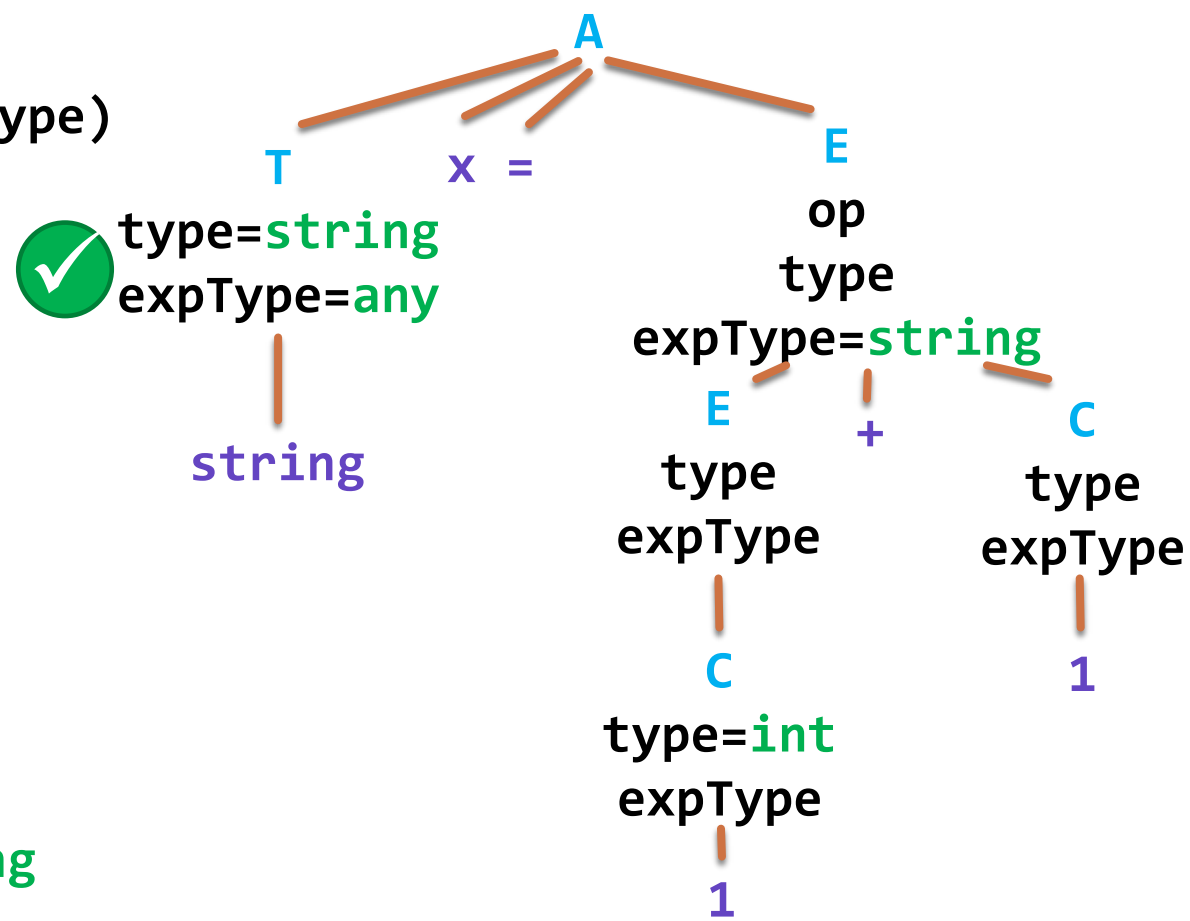 A
ype)
T x = E
type=string
expType=any
op
type
expType=string
string
E + C
type
expType
type
expType
C
type=int
expType
1
1
g